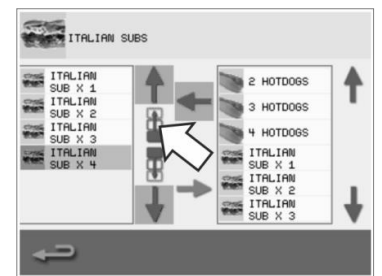 ITALIAN SUBS
ITALIAN
SUB X 1
ITALIAN
SUB X 2
ITALIAN
SUB X 3
ITALIAN
SUB X 4
2 HOTDOGS
3 HOTDOGS
4 HOTDOGS
ITALIAN
SUB X 1
ITALIAN
SUB X 2
ITALIAN
SUB X 3